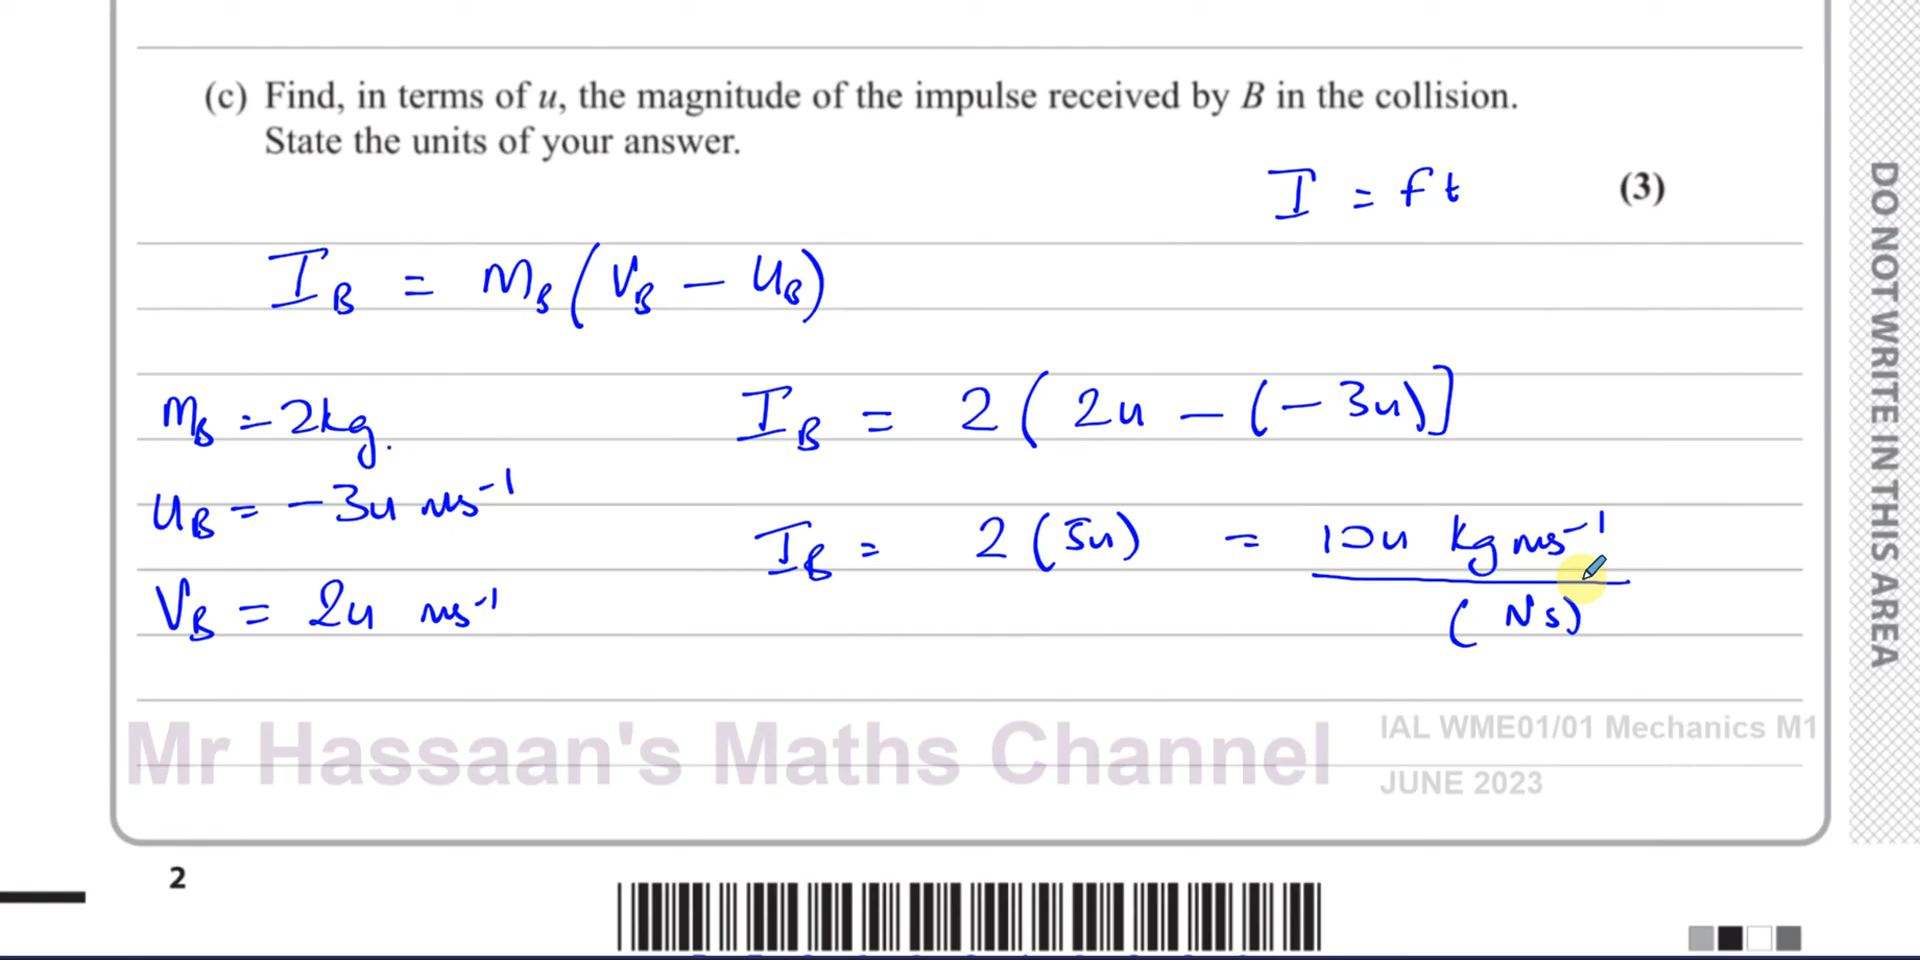 (c) Find, in terms of u, the magnitude of the impulse received by B in the collision.
State the units of your answer.
I = ft
(3)
I_B = M_B (V_B - U_B)
M_B = 2kg.
I_B = 2 ( 2u - (-3u) ]
U_B = -3u ms⁻¹
I_B = 2 (5u) = 10u kg ms⁻¹
(Ns)
V_B = 2u ms⁻¹
Mr Hassaan's Maths Channel
IAL WME01/01 Mechanics M1
JUNE 2023
2
DO NOT WRITE IN THIS AREA